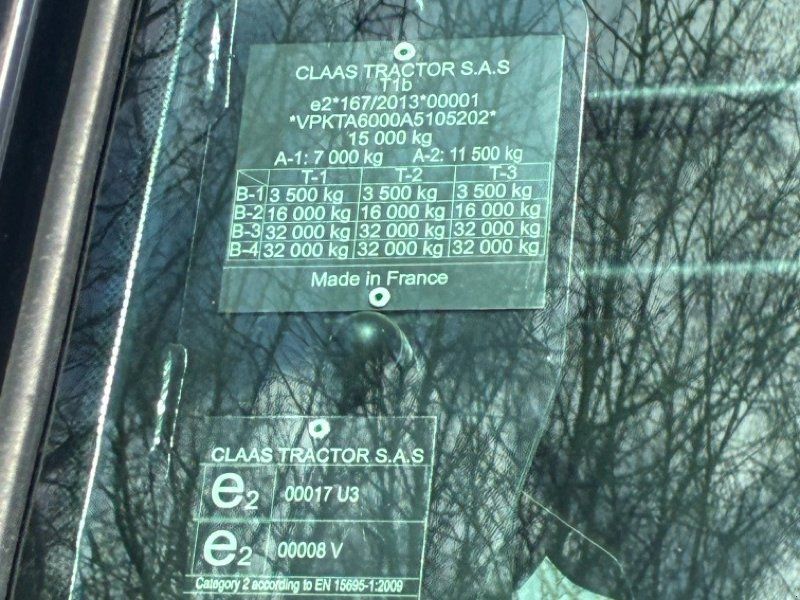 CLAAS TRACTOR S.A.S
T1b
e2*167/2013*00001
*VPKTA6000A5105202*
15 000 kg
A-1: 7 000 kg A-2: 11 500 kg
T-1 T-2 T-3
B-1 3 500 kg 3 500 kg 3 500 kg
B-2 16 000 kg 16 000 kg 16 000 kg
B-3 32 000 kg 32 000 kg 32 000 kg
B-4 32 000 kg 32 000 kg 32 000 kg
Made in France
CLAAS TRACTOR S.A.S
e2 00017 U3
e2 00008 V
Category 2 according to EN 15695-1:2009